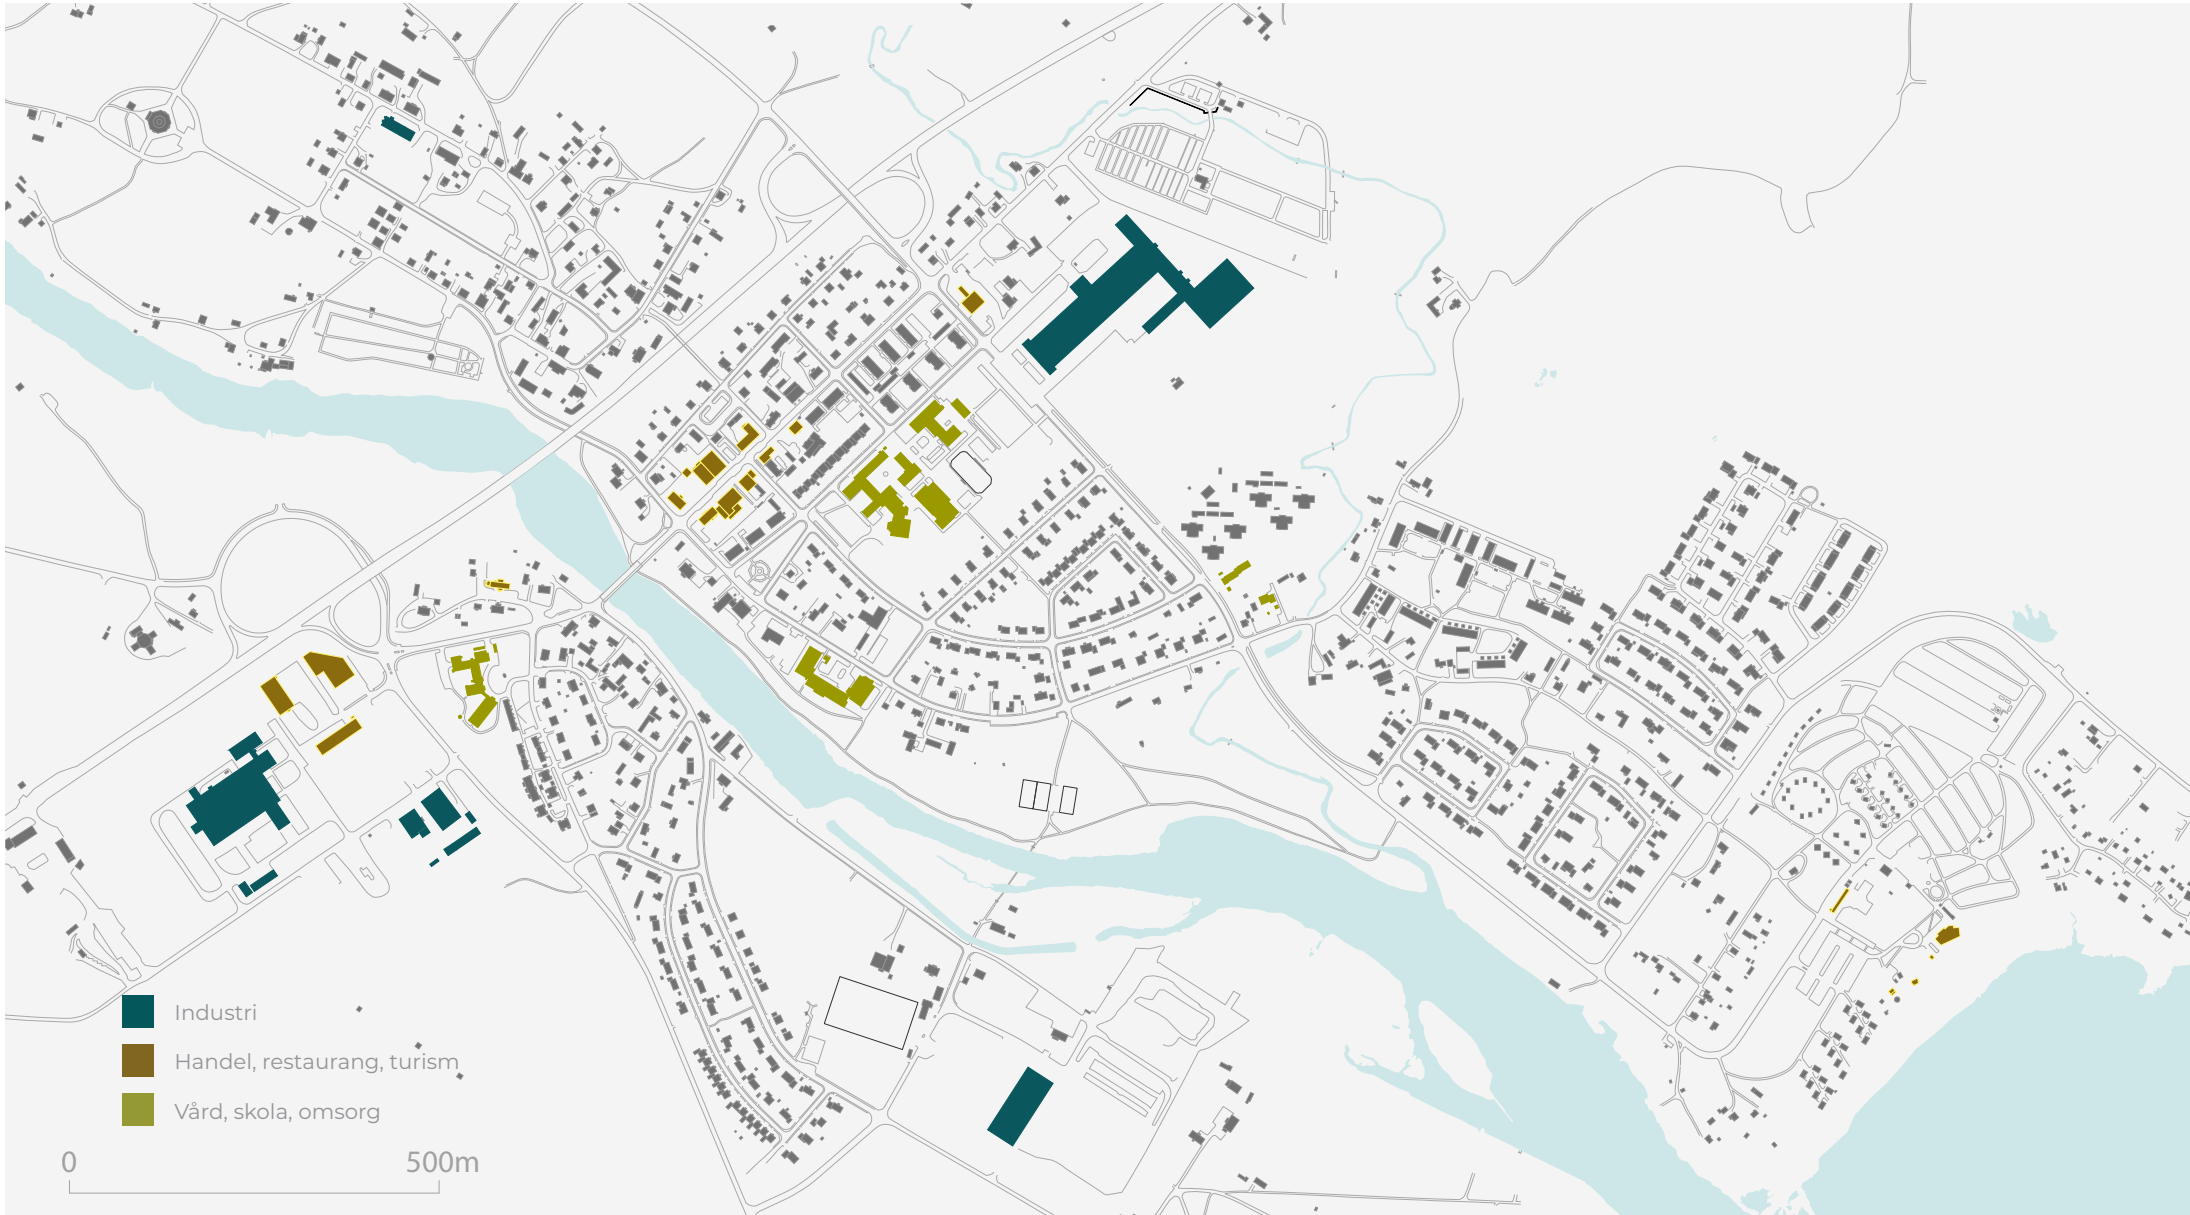 Industri
Handel, restaurang, turism
Vård, skola, omsorg
0 500m